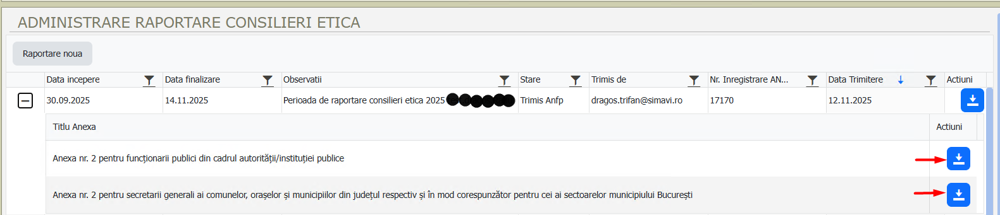 ADMINISTRARE RAPORTARE CONSILIERI ETICA
Raportare noua
Data incepere Data finalizare Observatii Stare Trimis de Nr. Inregistrare AN... Data Trimitere Actiuni
30.09.2025 14.11.2025 Perioada de raportare consilieri etica 2025 Trimis Anfp dragos.trifan@simavi.ro 17170 12.11.2025
Titlu Anexa Actiuni
Anexa nr. 2 pentru funcționarii publici din cadrul autorității/instituției publice
Anexa nr. 2 pentru secretarii generali ai comunelor, orașelor și municipiilor din județul respectiv și în mod corespunzător pentru cei ai sectoarelor municipiului București